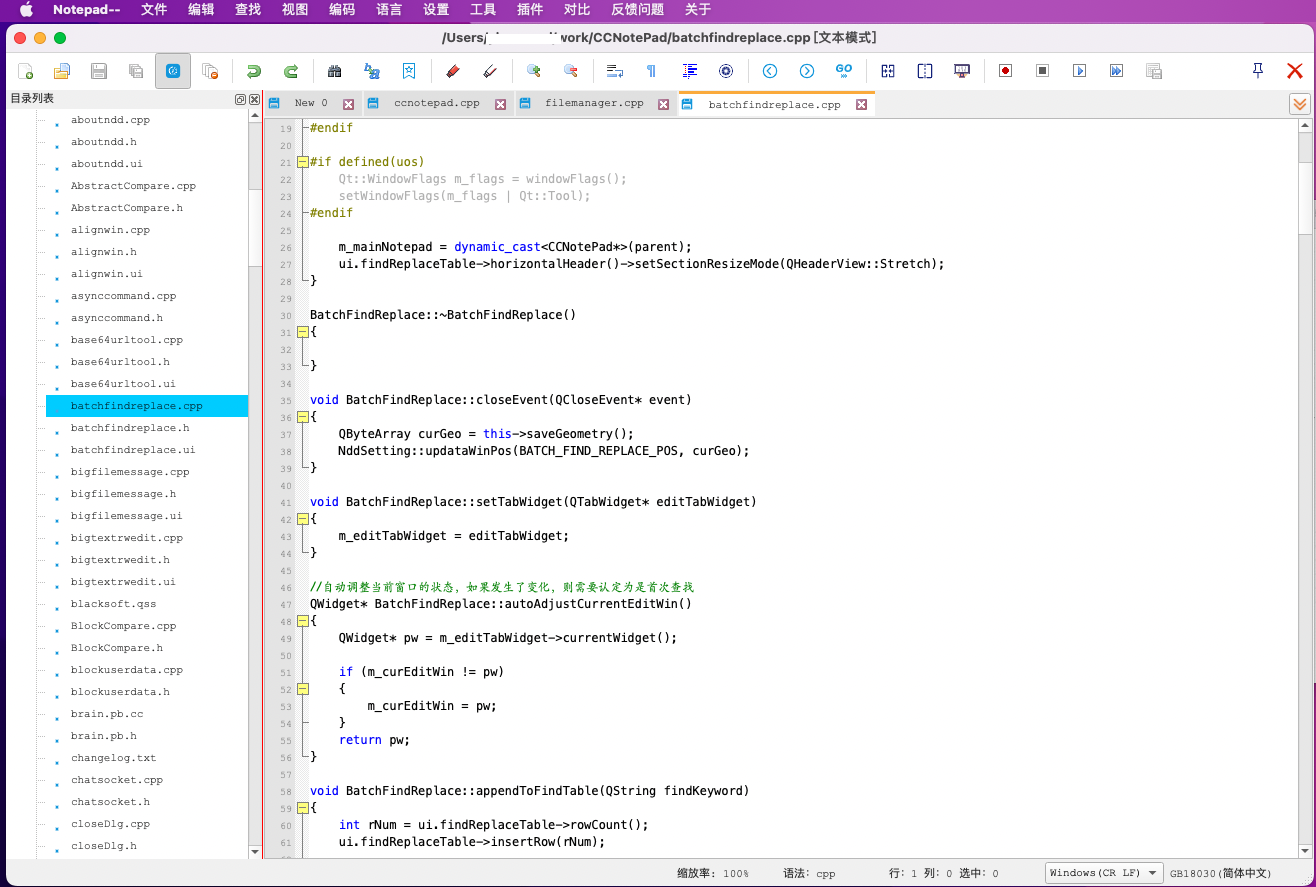 Notepad-- 文件 编辑 查找 视图 编码 语言 设置 工具 插件 对比 反馈问题 关于
/Users/ work/CCNotePad/batchfindreplace.cpp [文本模式]
GO
目录列表
New 0 ccnotepad.cpp filemanager.cpp batchfindreplace.cpp
aboutndd.cpp
aboutndd.h
aboutndd.ui
AbstractCompare.cpp
AbstractCompare.h
alignwin.cpp
alignwin.h
alignwin.ui
asynccommand.cpp
asynccommand.h
base64urltool.cpp
base64urltool.h
base64urltool.ui
batchfindreplace.cpp
batchfindreplace.h
batchfindreplace.ui
bigfilemessage.cpp
bigfilemessage.h
bigfilemessage.ui
bigtextrwedit.cpp
bigtextrwedit.h
bigtextrwedit.ui
blacksoft.qss
BlockCompare.cpp
BlockCompare.h
blockuserdata.cpp
blockuserdata.h
brain.pb.cc
brain.pb.h
changelog.txt
chatsocket.cpp
chatsocket.h
closeDlg.cpp
closeDlg.h
19 #endif
20
21 #if defined(uos)
22 Qt::WindowFlags m_flags = windowFlags();
23 setWindowFlags(m_flags | Qt::Tool);
24 #endif
25
26 m_mainNotepad = dynamic_cast<CCNotePad*>(parent);
27 ui.findReplaceTable->horizontalHeader()->setSectionResizeMode(QHeaderView::Stretch);
28 }
29
30 BatchFindReplace::~BatchFindReplace()
31 {
32
33 }
34
35 void BatchFindReplace::closeEvent(QCloseEvent* event)
36 {
37 QByteArray curGeo = this->saveGeometry();
38 NddSetting::updataWinPos(BATCH_FIND_REPLACE_POS, curGeo);
39 }
40
41 void BatchFindReplace::setTabWidget(QTabWidget* editTabWidget)
42 {
43 m_editTabWidget = editTabWidget;
44 }
45
46 //自动调整当前窗口的状态，如果发生了变化，则需要认定为是首次查找
47 QWidget* BatchFindReplace::autoAdjustCurrentEditWin()
48 {
49 QWidget* pw = m_editTabWidget->currentWidget();
50
51 if (m_curEditWin != pw)
52 {
53 m_curEditWin = pw;
54 }
55 return pw;
56 }
57
58 void BatchFindReplace::appendToFindTable(QString findKeyword)
59 {
60 int rNum = ui.findReplaceTable->rowCount();
61 ui.findReplaceTable->insertRow(rNum);
缩放率: 100% 语法: cpp 行: 1 列: 0 选中: 0 Windows(CR LF) GB18030(简体中文)